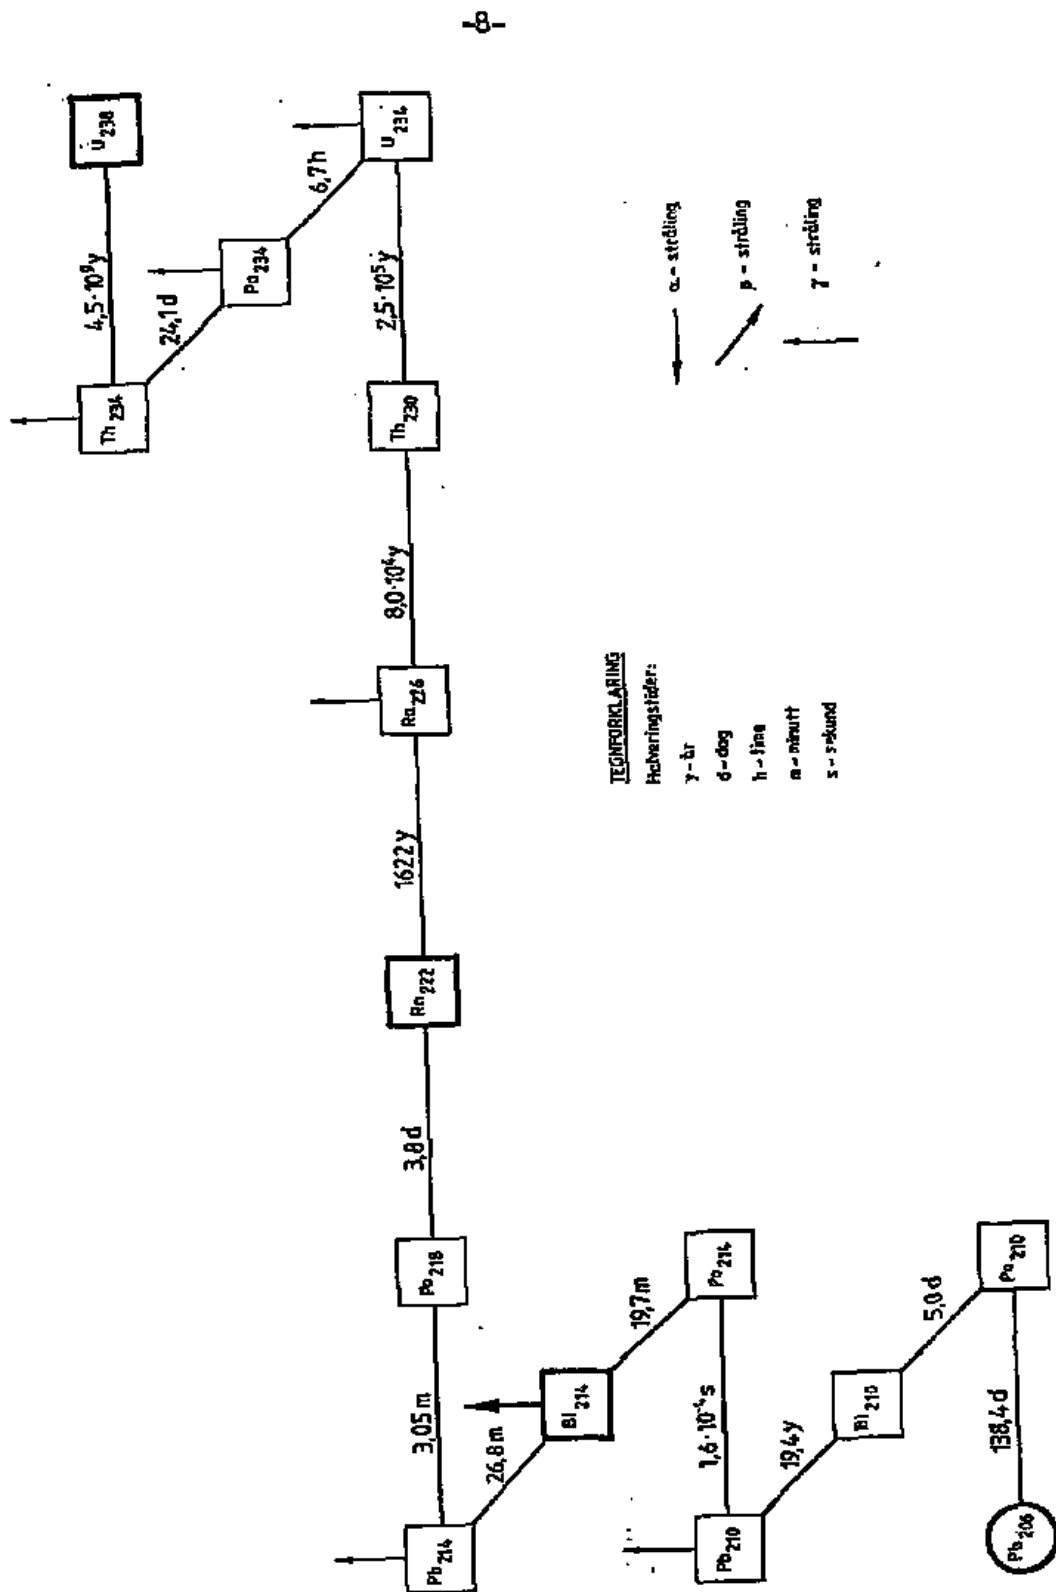 -8-
U238
4,5·10⁹y
Th234
24,1d
Pa234
6,7h
U234
2,5·10⁵y
Th230
8,0·10⁴y
Ra226
1622y
Rn222
3,8d
Po218
3,05m
Pb214
26,8m
Bi214
19,7m
Po214
1,6·10⁻⁴s
Pb210
19,4y
Bi210
5,0d
Po210
138,4d
Pb206
TEGNFORKLARING
Halveringstider:
y-år
d-dag
h-time
m-minutt
s-sekund
α-stråling
β-stråling
γ-stråling